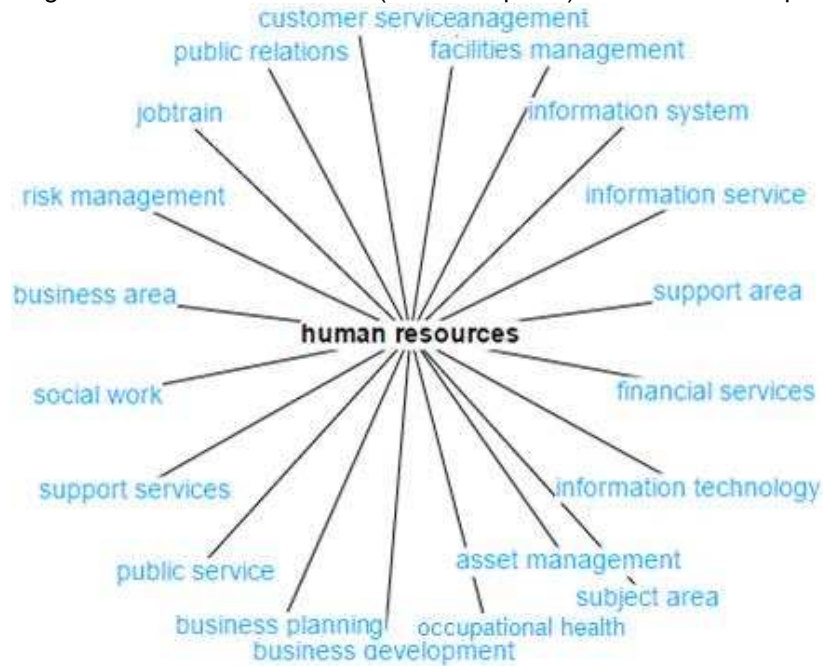 customer serviceanagement
public relations
facilities management
jobtrain
information system
risk management
information service
business area
support area
human resources
social work
financial services
support services
information technology
public service
asset management
subject area
business planning
occupational health
business development